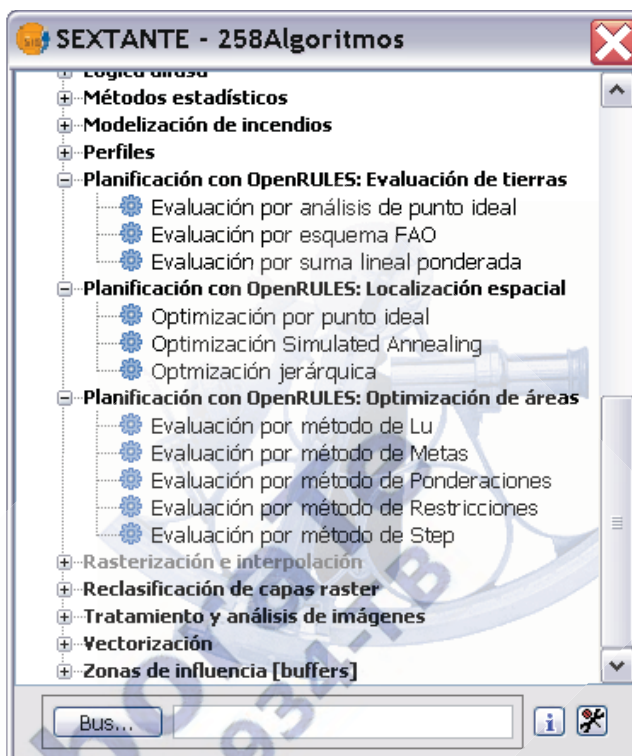 SEXTANTE - 258Algoritmos
Lógica difusa
Métodos estadísticos
Modelización de incendios
Perfiles
Planificación con OpenRULES: Evaluación de tierras
Evaluación por análisis de punto ideal
Evaluación por esquema FAO
Evaluación por suma lineal ponderada
Planificación con OpenRULES: Localización espacial
Optimización por punto ideal
Optimización Simulated Annealing
Optmización jerárquica
Planificación con OpenRULES: Optimización de áreas
Evaluación por método de Lu
Evaluación por método de Metas
Evaluación por método de Ponderaciones
Evaluación por método de Restricciones
Evaluación por método de Step
Rasterización e interpolación
Reclasificación de capas raster
Tratamiento y análisis de imágenes
Vectorización
Zonas de influencia [buffers]
Bus...
934-TB